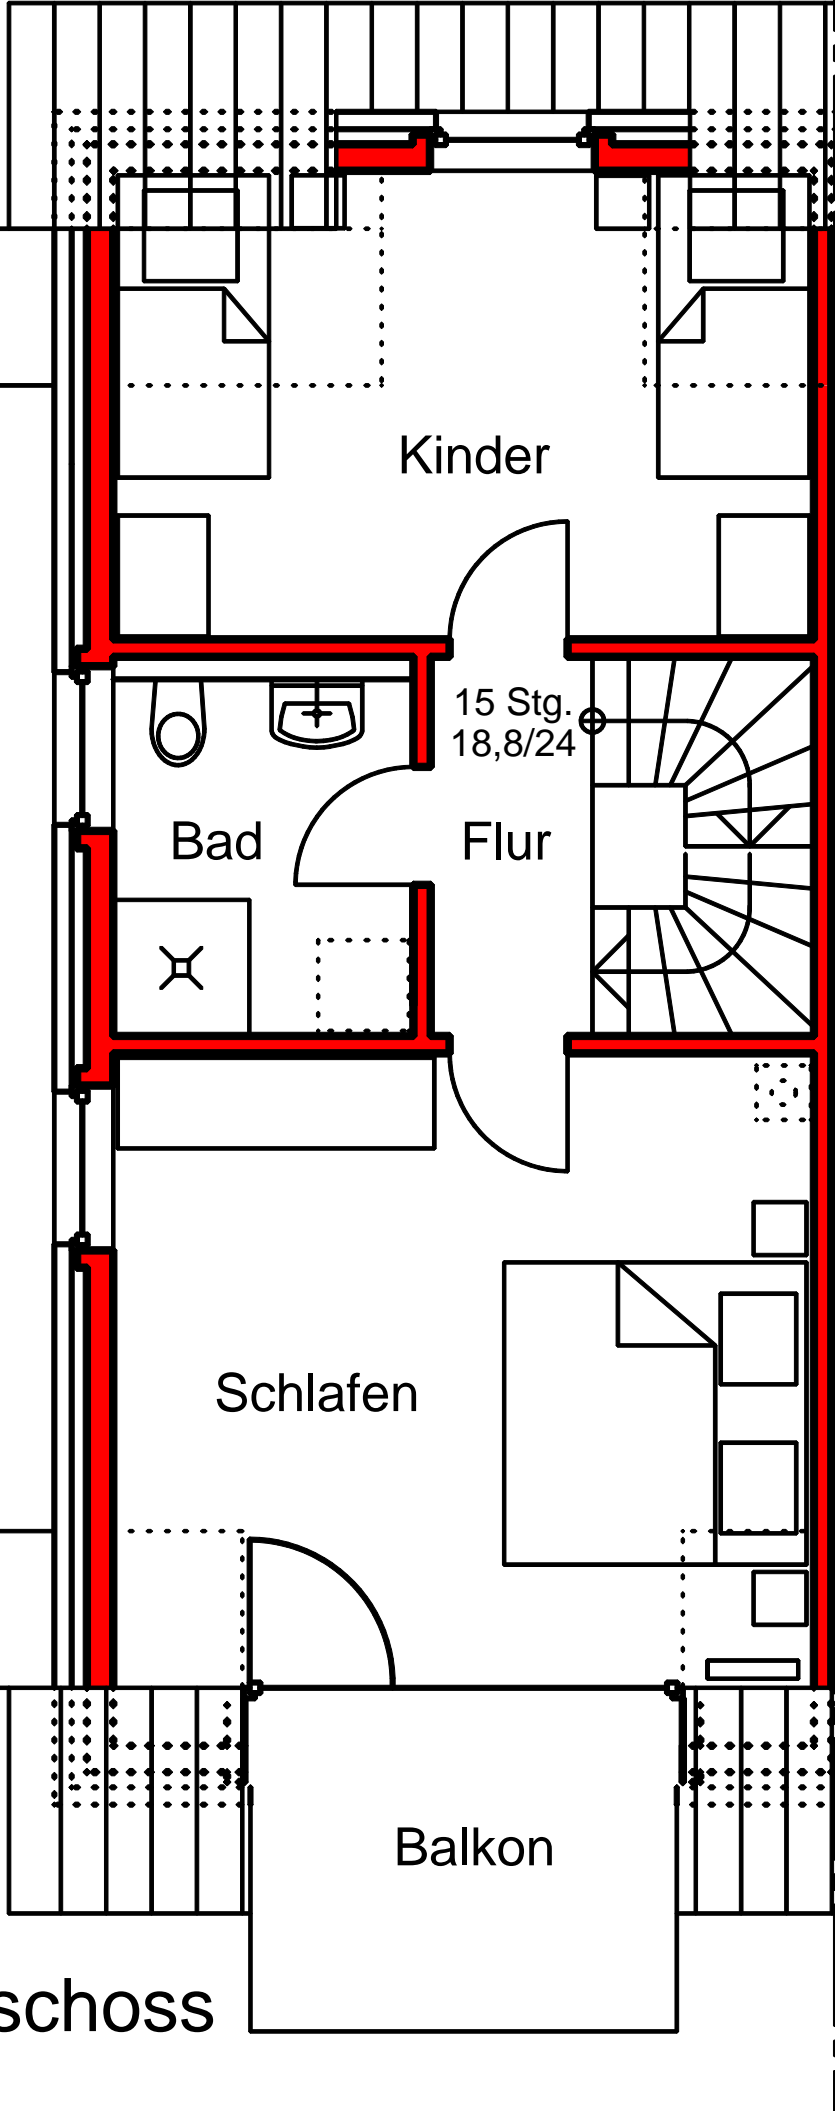 Kinder
15 Stg.
18,8/24
Bad
Flur
Schlafen
Balkon
schoss